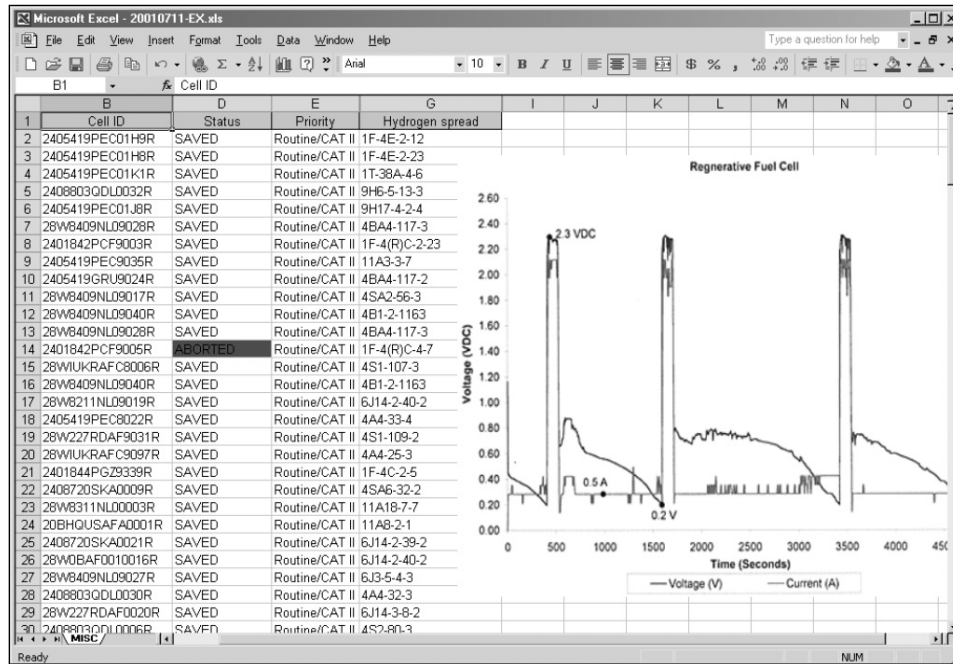 Microsoft Excel - 20010711-EX.xls
File Edit View Insert Format Tools Data Window Help
Type a question for help
Arial 10 B I U $ % ,
B1 fx Cell ID
B D E G I J K L M N O
1 Cell ID Status Priority Hydrogen spread
2 2405419PEC01H9R SAVED Routine/CAT II 1F-4E-2-12
3 2405419PEC01H8R SAVED Routine/CAT II 1F-4E-2-23
4 2405419PEC01K1R SAVED Routine/CAT II 1T-38A-4-6
5 2408803QDL0032R SAVED Routine/CAT II 9H6-5-13-3
6 2405419PEC01J8R SAVED Routine/CAT II 9H17-4-2-4
7 28W8409NL09028R SAVED Routine/CAT II 4BA4-117-3
8 2401842PCF9003R SAVED Routine/CAT II 1F-4(R)C-2-23
9 2405419PEC9035R SAVED Routine/CAT II 11A3-3-7
10 2405419GRU9024R SAVED Routine/CAT II 4BA4-117-2
11 28W8409NL09017R SAVED Routine/CAT II 4SA2-56-3
12 28W8409NL09040R SAVED Routine/CAT II 4B1-2-1163
13 28W8409NL09028R SAVED Routine/CAT II 4BA4-117-3
14 2401842PCF9005R ABORTED Routine/CAT II 1F-4(R)C-4-7
15 28WIUKRAFC8006R SAVED Routine/CAT II 4S1-107-3
16 28W8409NL09040R SAVED Routine/CAT II 4B1-2-1163
17 28W8211NL09019R SAVED Routine/CAT II 6J14-2-40-2
18 2405419PEC8022R SAVED Routine/CAT II 4A4-33-4
19 28W227RDAF9031R SAVED Routine/CAT II 4S1-109-2
20 28WIUKRAFC9097R SAVED Routine/CAT II 4A4-25-3
21 2401844PGZ9339R SAVED Routine/CAT II 1F-4C-2-5
22 2408720SKA0009R SAVED Routine/CAT II 4SA6-32-2
23 28W8311NL00003R SAVED Routine/CAT II 11A18-7-7
24 20BHQUSAFA0001R SAVED Routine/CAT II 11A8-2-1
25 2408720SKA0021R SAVED Routine/CAT II 6J14-2-39-2
26 28W0BAF0010016R SAVED Routine/CAT II 6J14-2-40-2
27 28W8409NL09027R SAVED Routine/CAT II 6J3-5-4-3
28 2408803QDL0030R SAVED Routine/CAT II 4A4-32-3
29 28W227RDAF0020R SAVED Routine/CAT II 6J14-3-8-2
30 2408803QDL0006R SAVED Routine/CAT II 4S2-80-3
Regnerative Fuel Cell
Voltage (VDC)
2.60
2.40
2.20
2.00
1.80
1.60
1.40
1.20
1.00
0.80
0.60
0.40
0.20
0.00
2.3 VDC
0.5 A
0.2 V
0 500 1000 1500 2000 2500 3000 3500 4000
Time (Seconds)
Voltage (V) Current (A)
MISC
Ready NUM